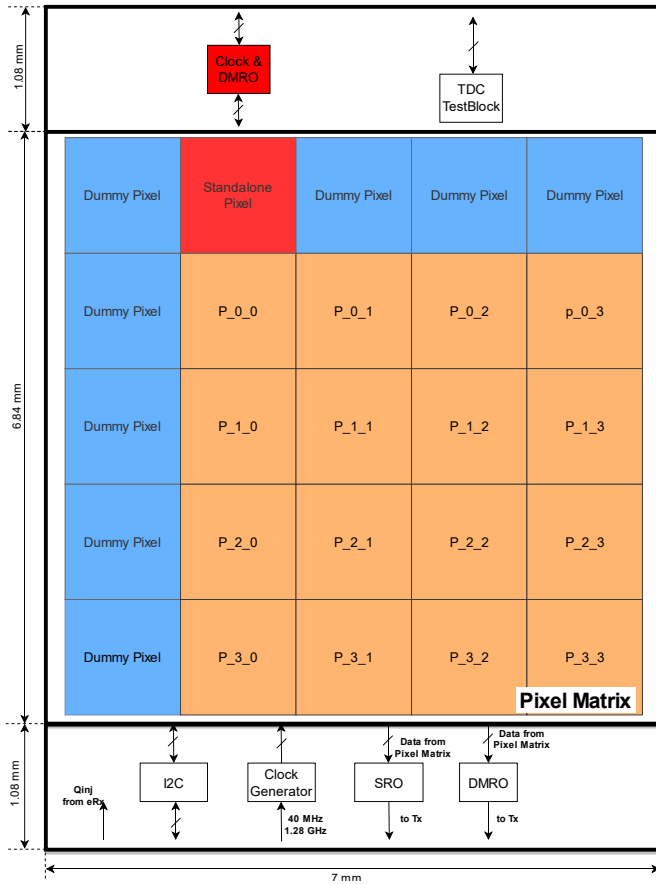 1.08 mm
Clock &
DMRO
TDC
TestBlock
6.84 mm
Dummy Pixel
Standalone
Pixel
Dummy Pixel
Dummy Pixel
Dummy Pixel
Dummy Pixel
P_0_0
P_0_1
P_0_2
p_0_3
Dummy Pixel
P_1_0
P_1_1
P_1_2
P_1_3
Dummy Pixel
P_2_0
P_2_1
P_2_2
P_2_3
Dummy Pixel
P_3_0
P_3_1
P_3_2
P_3_3
Pixel Matrix
1.08 mm
Qinj
from eRx
I2C
Clock
Generator
40 MHz
1.28 GHz
Data from
Pixel Matrix
SRO
to Tx
Data from
Pixel Matrix
DMRO
to Tx
7 mm